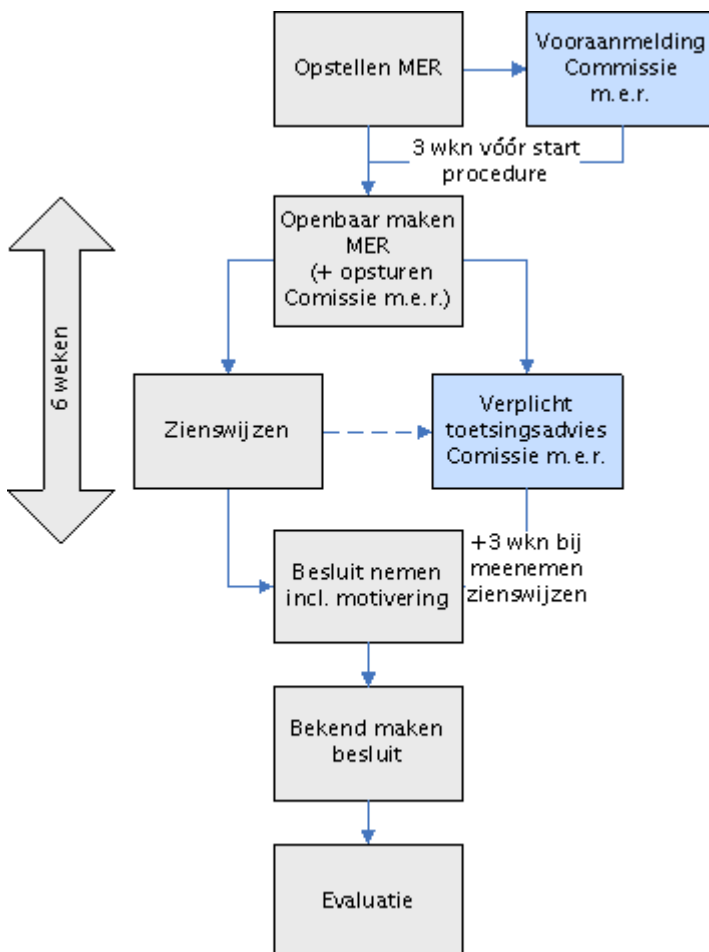 Opstellen MER
Vooraanmelding
Commissie
m.e.r.
3 wkn vóór start
procedure
Openbaar maken
MER
(+ opsturen
Comissie m.e.r.)
6 weken
Zienswijzen
Verplicht
toetsingsadvies
Comissie m.e.r.
+3 wkn bij
meenemen
zienswijzen
Besluit nemen
incl. motivering
Bekend maken
besluit
Evaluatie